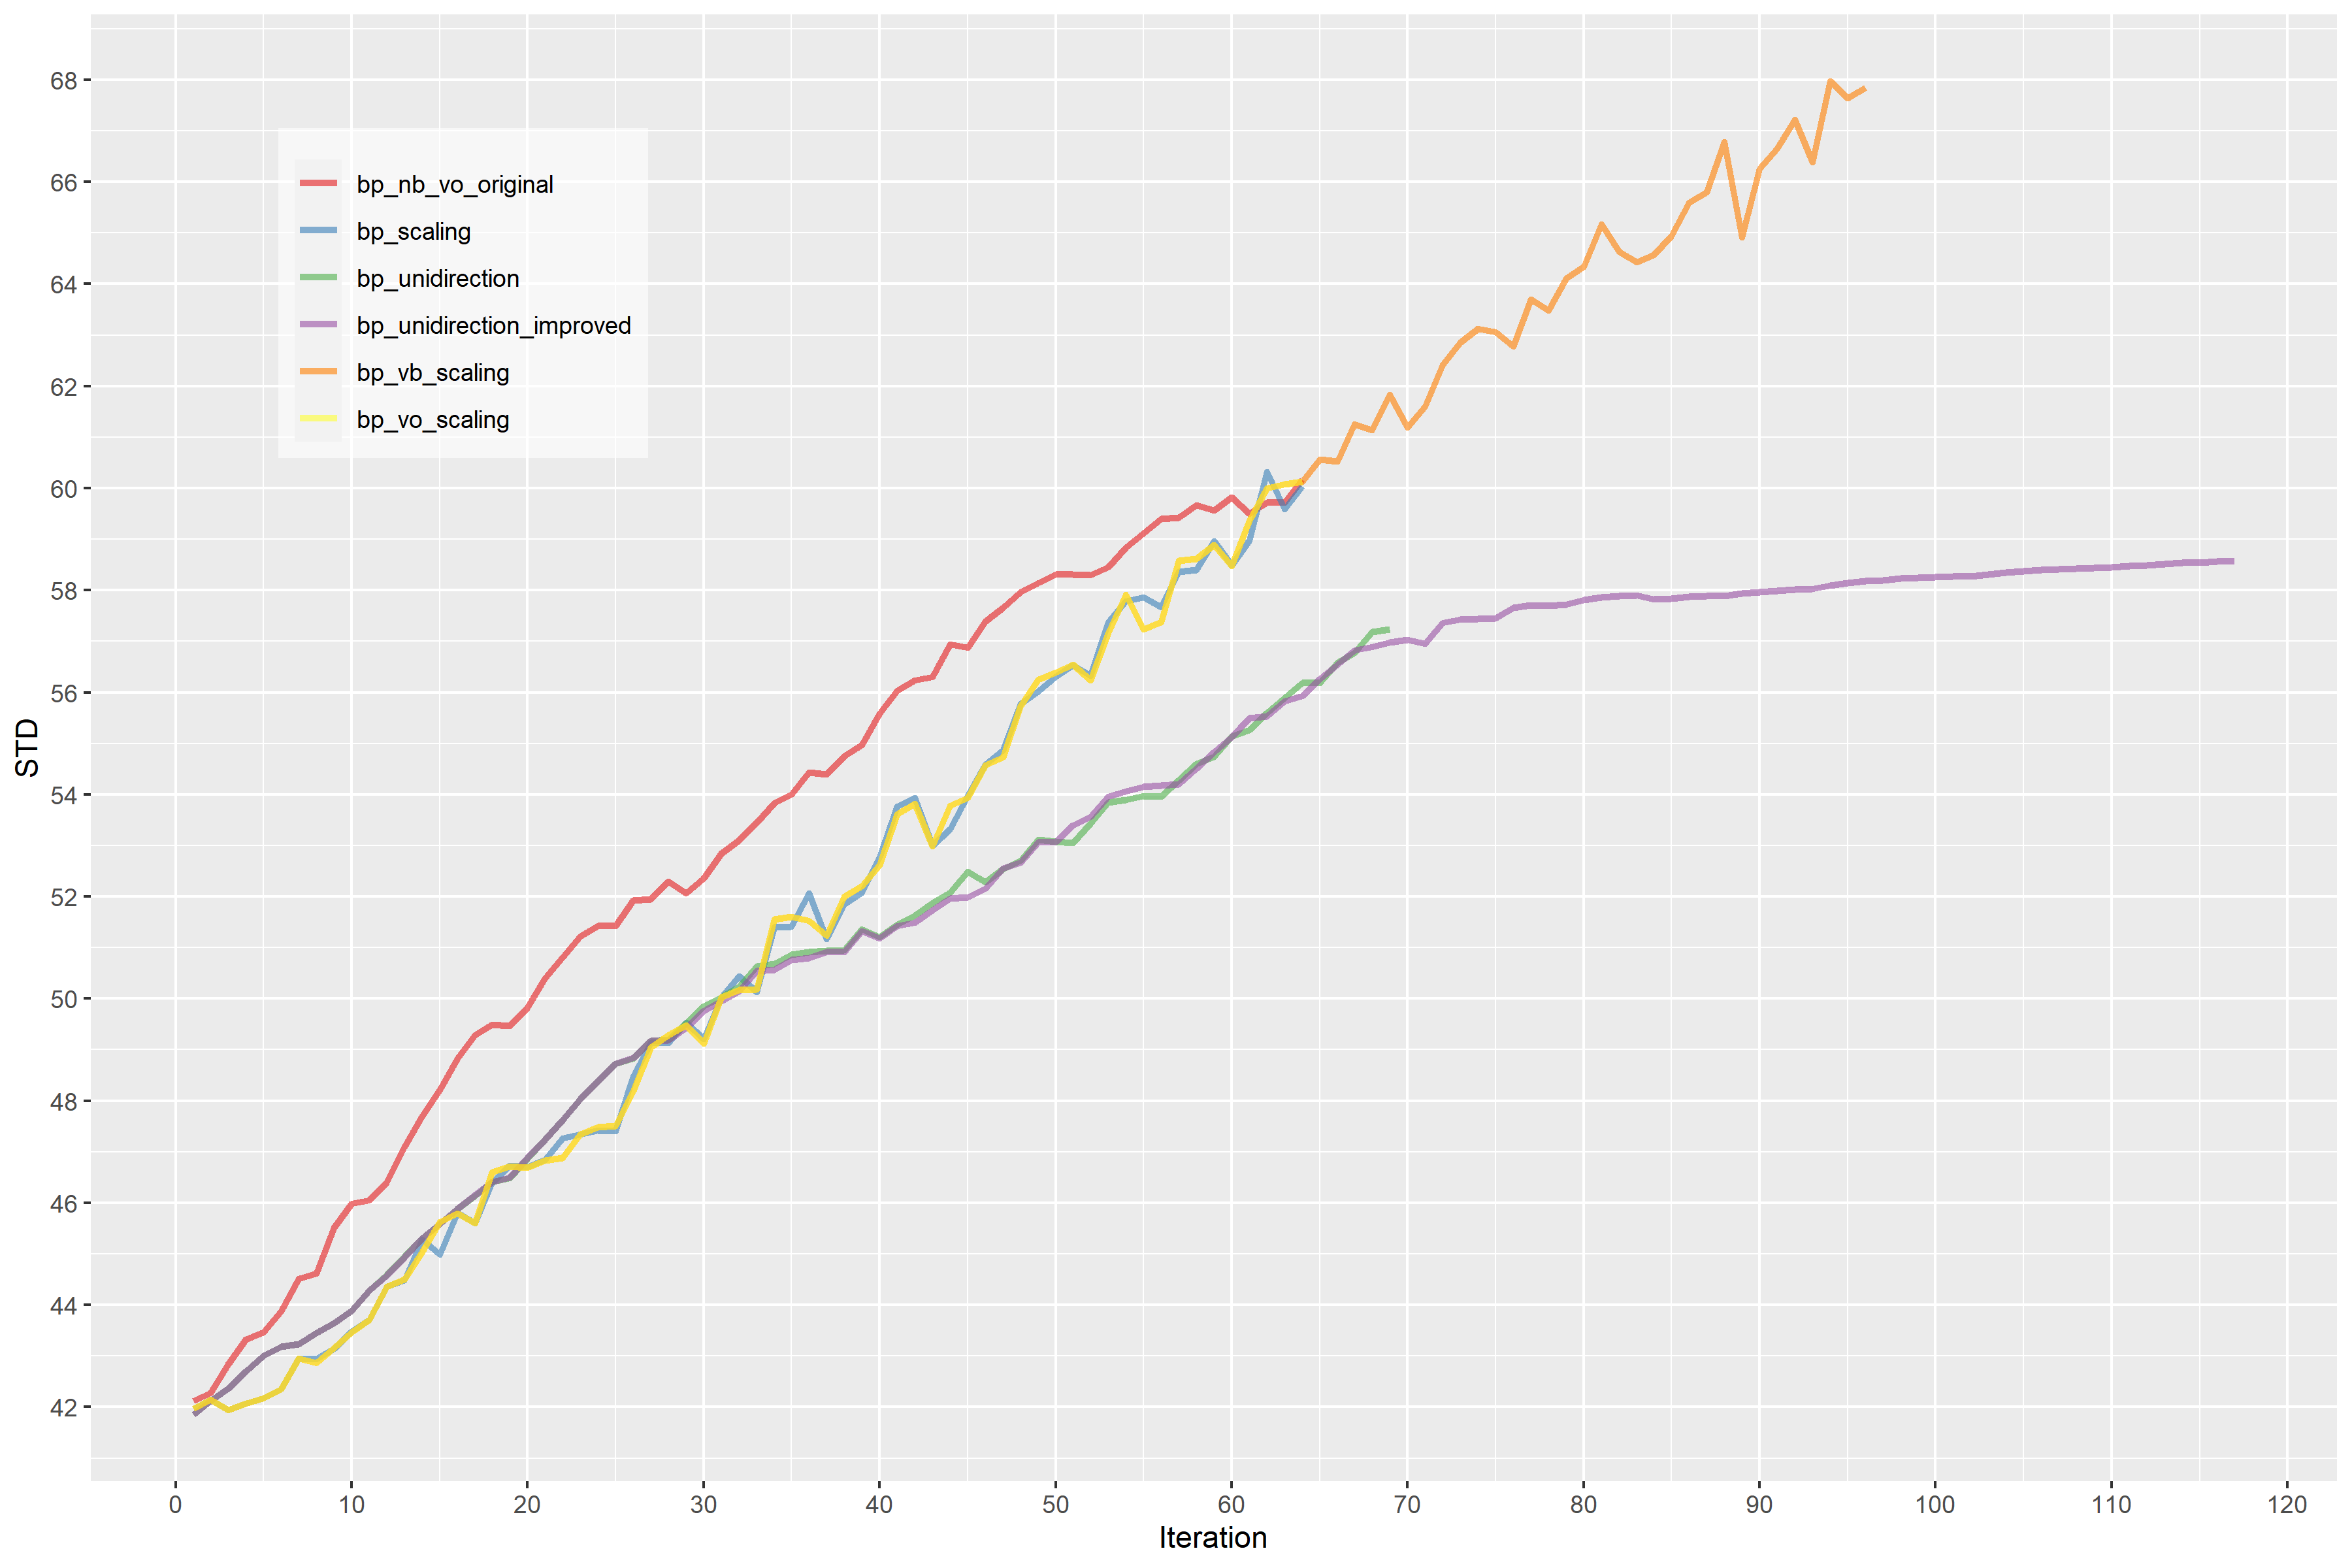 68
66
64
62
60
58
56
54
52
50
48
46
44
42
STD
bp_nb_vo_original
bp_scaling
bp_unidirection
bp_unidirection_improved
bp_vb_scaling
bp_vo_scaling
0 10 20 30 40 50 60 70 80 90 100 110 120
Iteration